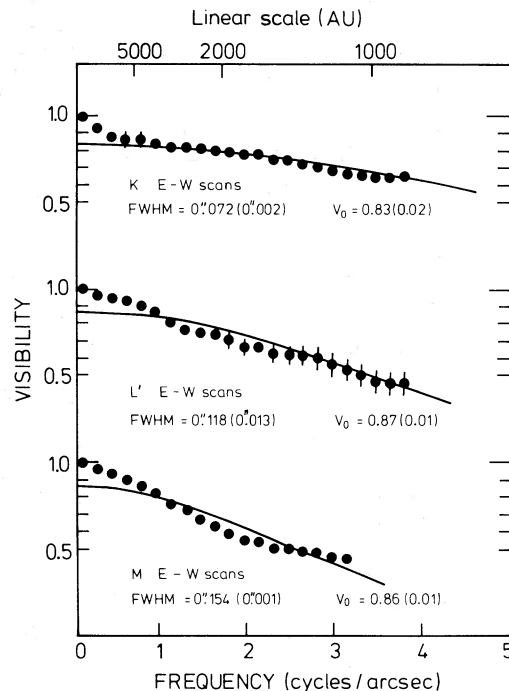 Linear scale (AU)
5000 2000 1000
1.0
0.5
K E-W scans
FWHM = 0".072 (0".002) V₀ = 0.83 (0.02)
1.0
0.5
L' E-W scans
FWHM = 0".118 (0".013) V₀ = 0.87 (0.01)
1.0
0.5
M E-W scans
FWHM = 0".154 (0".001) V₀ = 0.86 (0.01)
VISIBILITY
0 1 2 3 4 5
FREQUENCY (cycles/arcsec)